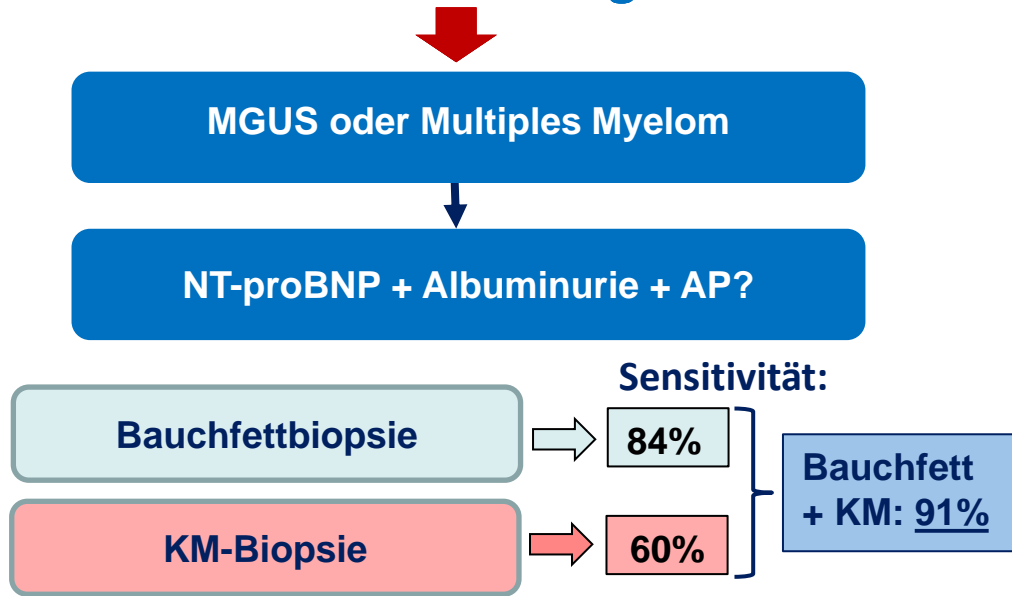 MGUS oder Multiples Myelom
NT-proBNP + Albuminurie + AP?
Sensitivität:
Bauchfettbiopsie
84%
KM-Biopsie
60%
Bauchfett
+ KM: 91%